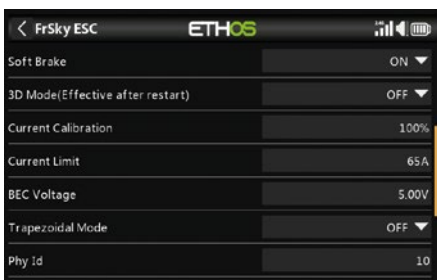 FrSky ESC ETHOS
Soft Brake ON
3D Mode(Effective after restart) OFF
Current Calibration 100%
Current Limit 65A
BEC Voltage 5.00V
Trapezoidal Mode OFF
Phy Id 10